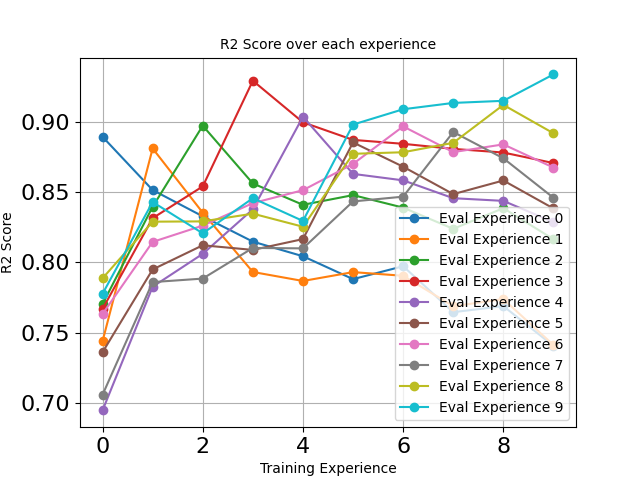 R2 Score over each experience
R2 Score
0.90
0.85
0.80
0.75
0.70
0 2 4 6 8
Training Experience
Eval Experience 0
Eval Experience 1
Eval Experience 2
Eval Experience 3
Eval Experience 4
Eval Experience 5
Eval Experience 6
Eval Experience 7
Eval Experience 8
Eval Experience 9